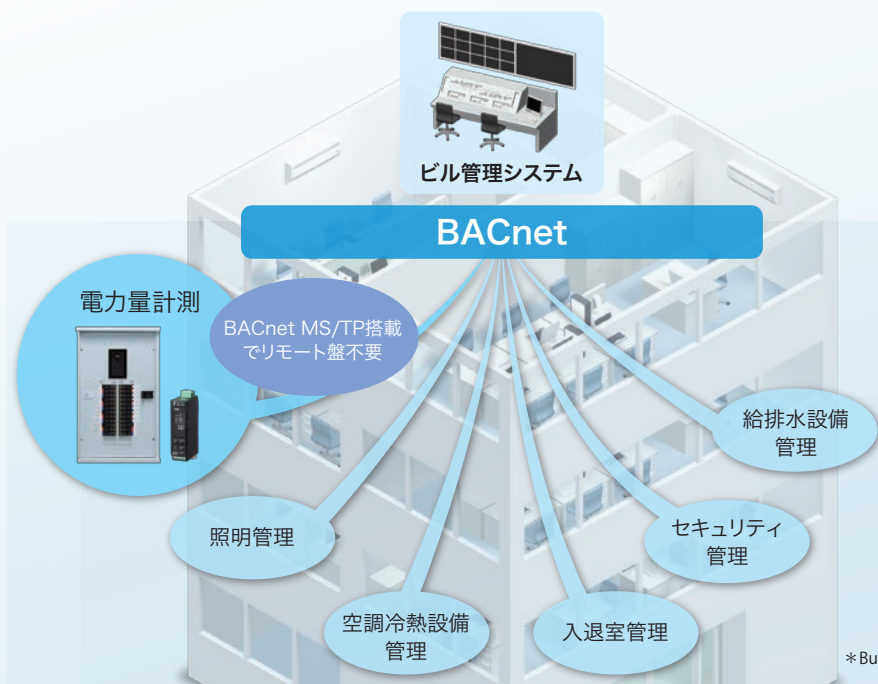 ビル管理システム
BACnet
電力量計測
BACnet MS/TP搭載
でリモート盤不要
給排水設備
管理
セキュリティ
管理
照明管理
空調冷熱設備
管理
入退室管理
＊Bu